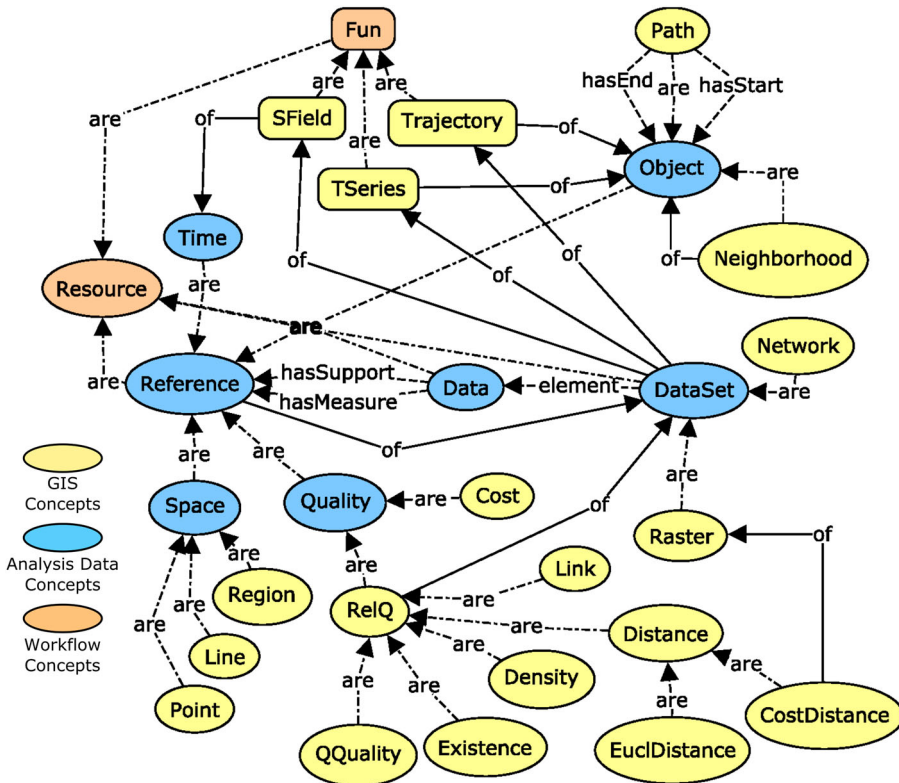 Fun
Path
are
are
hasEnd
are
hasStart
are
of
SField
Trajectory
of
are
Object
TSeries
of
are
Time
of
Neighborhood
of
of
of
Resource
are
are
Network
are
Reference
hasSupport
hasMeasure
Data
element
DataSet
are
of
are
are
are
GIS
Concepts
Space
Quality
are
Cost
Raster
of
of
Analysis Data
Concepts
are
are
Link
are
Region
RelQ
are
are
Distance
are
are
Workflow
Concepts
Line
are
Density
are
Point
are
are
are
CostDistance
QQuality
Existence
EuclDistance